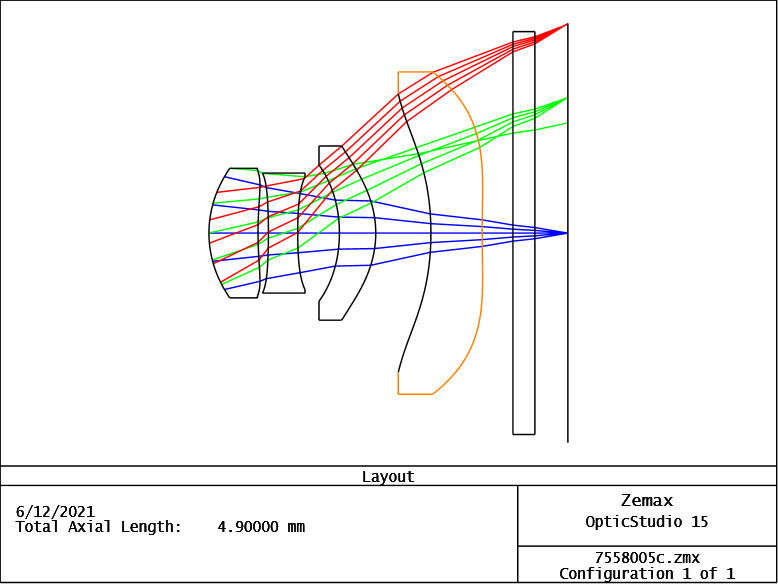 Layout
6/12/2021
Total Axial Length:    4.90000 mm
Zemax
OpticStudio 15
7558005c.zmx
Configuration 1 of 1